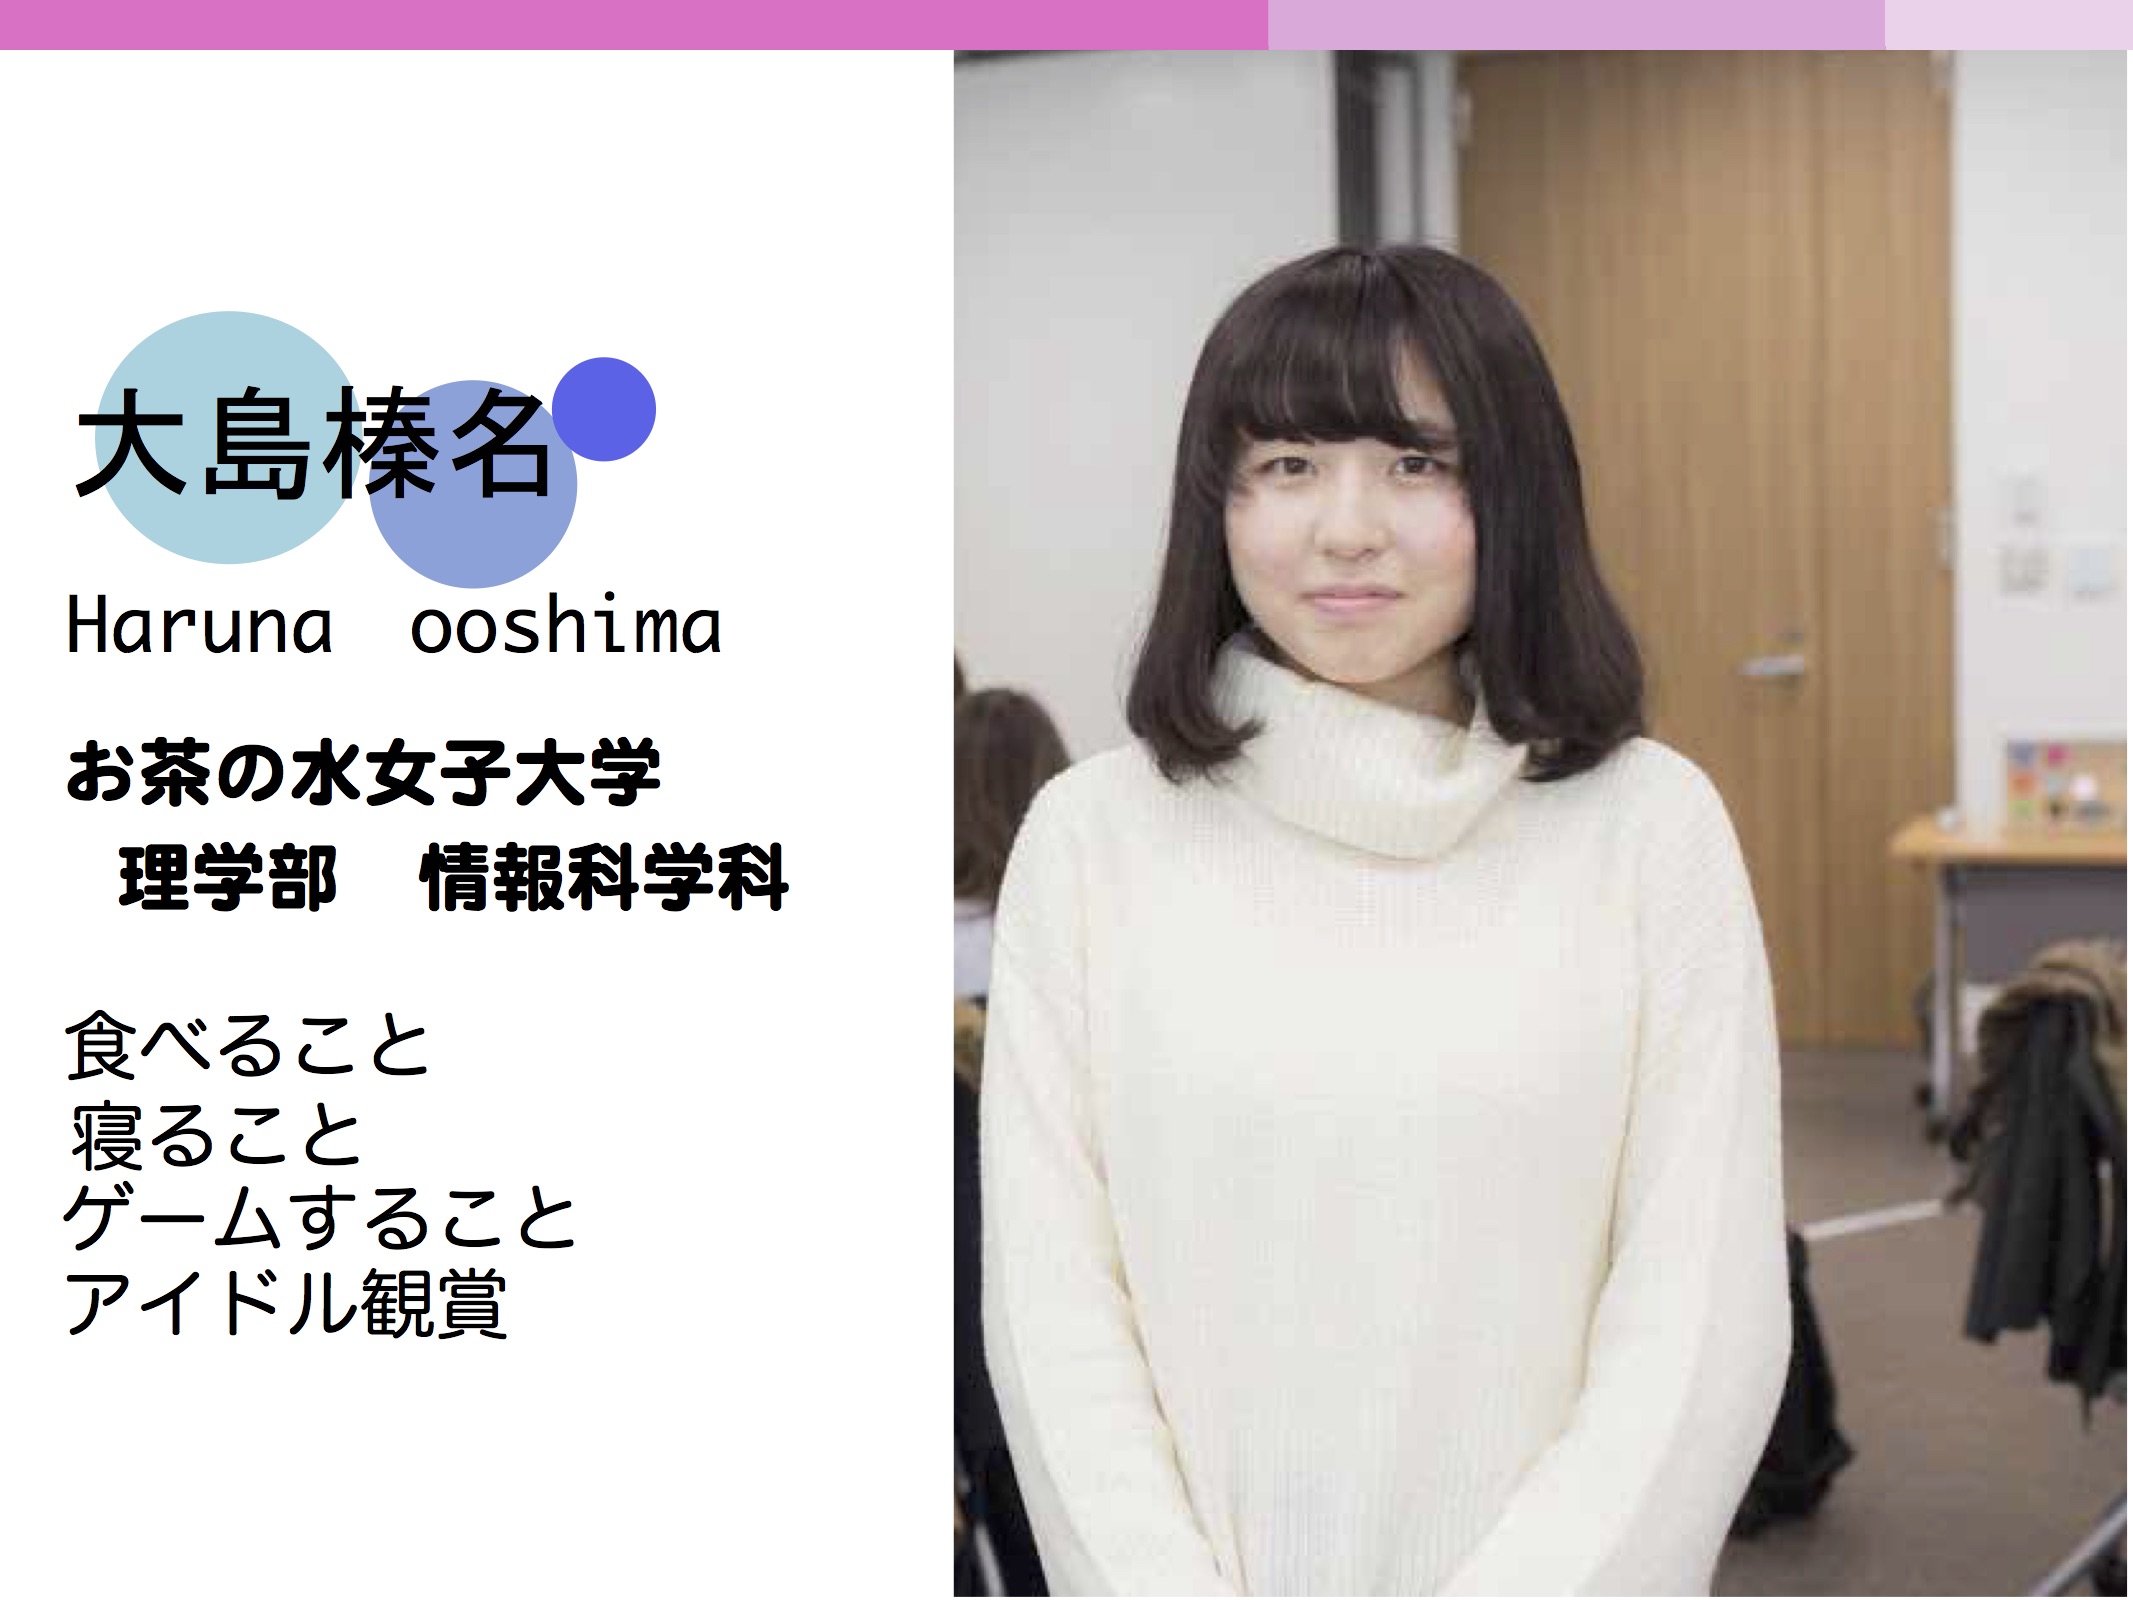 大島榛名
Haruna　ooshima
お茶の水女子大学
理学部　情報科学科
食べること
寝ること
ゲームすること
アイドル観賞